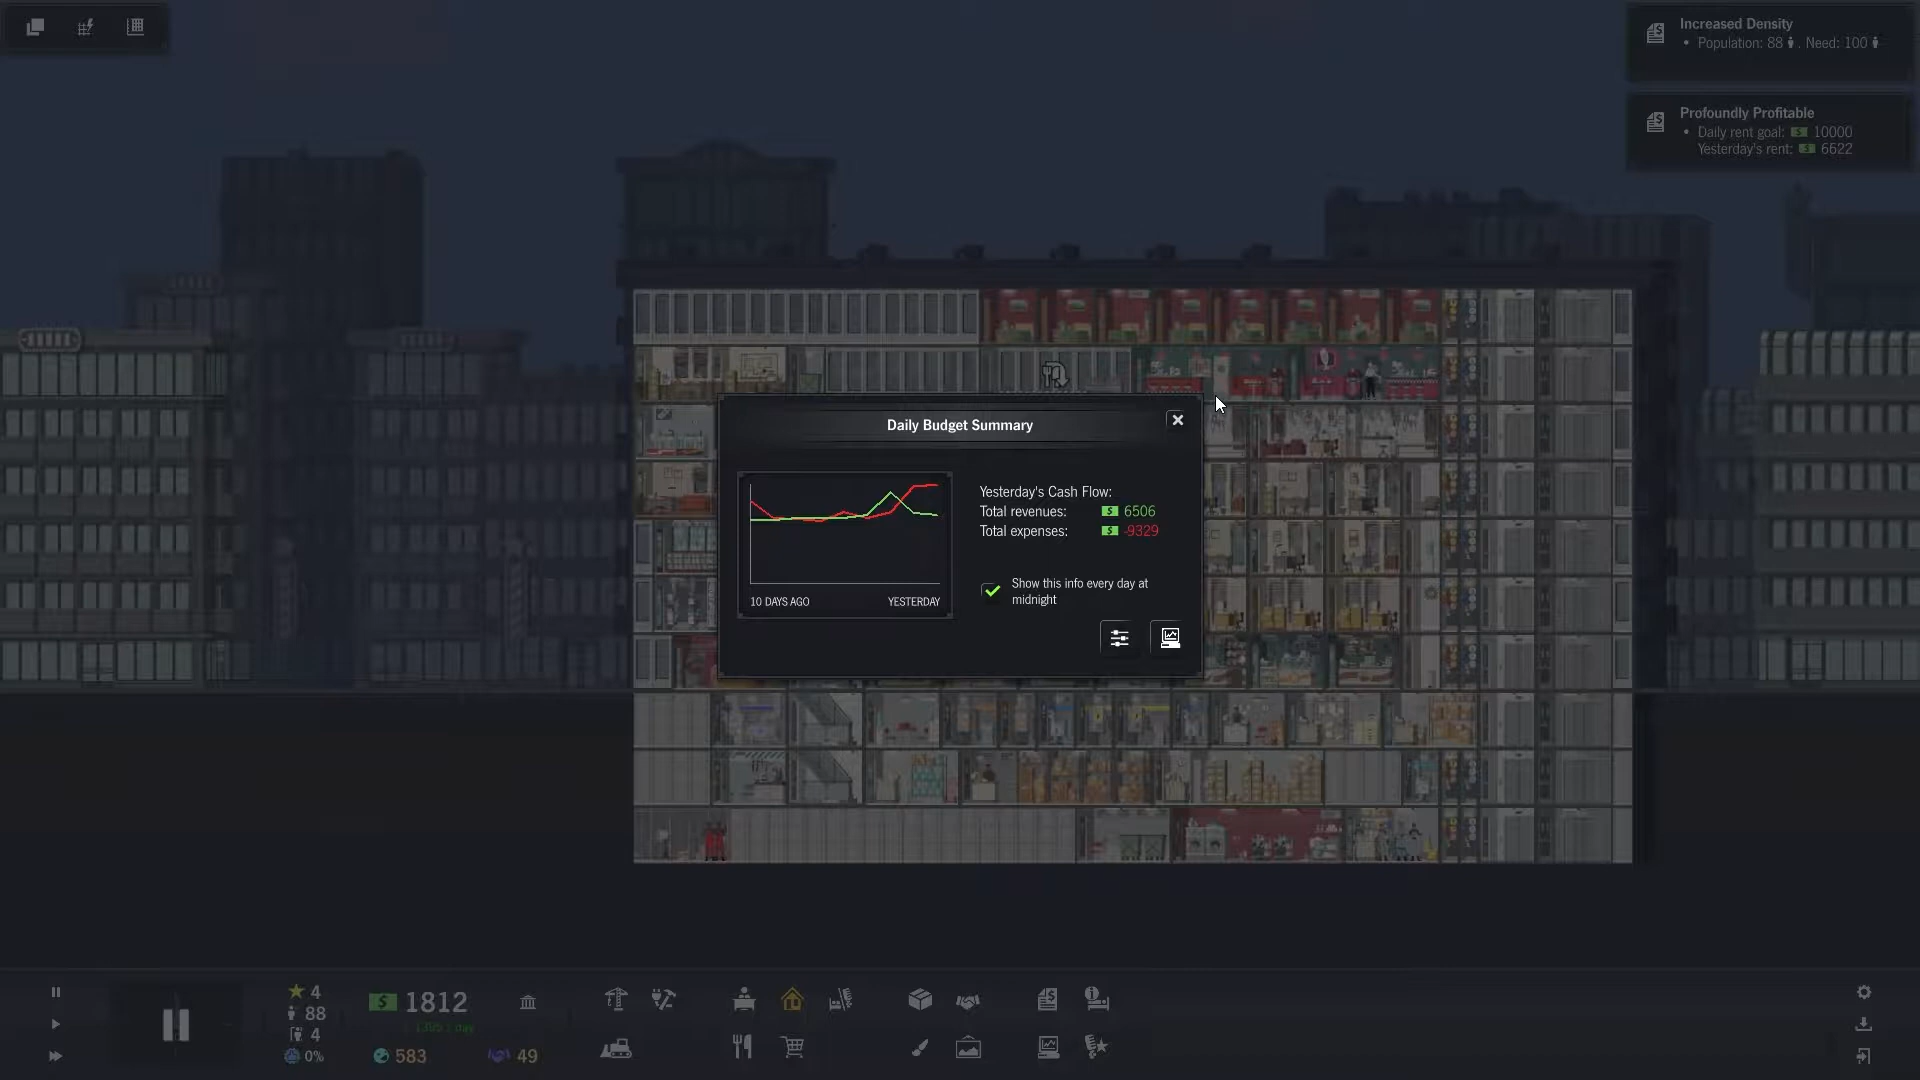 Increased Density
• Population: 88 . Need: 100
Profoundly Profitable
• Daily rent goal: $ 10000
Yesterday's rent: $ 6622
Daily Budget Summary
Yesterday's Cash Flow:
Total revenues: $ 6506
Total expenses: $ -9329
10 DAYS AGO
YESTERDAY
Show this info every day at
midnight
4
88
4
0%
$ 1812
583
49